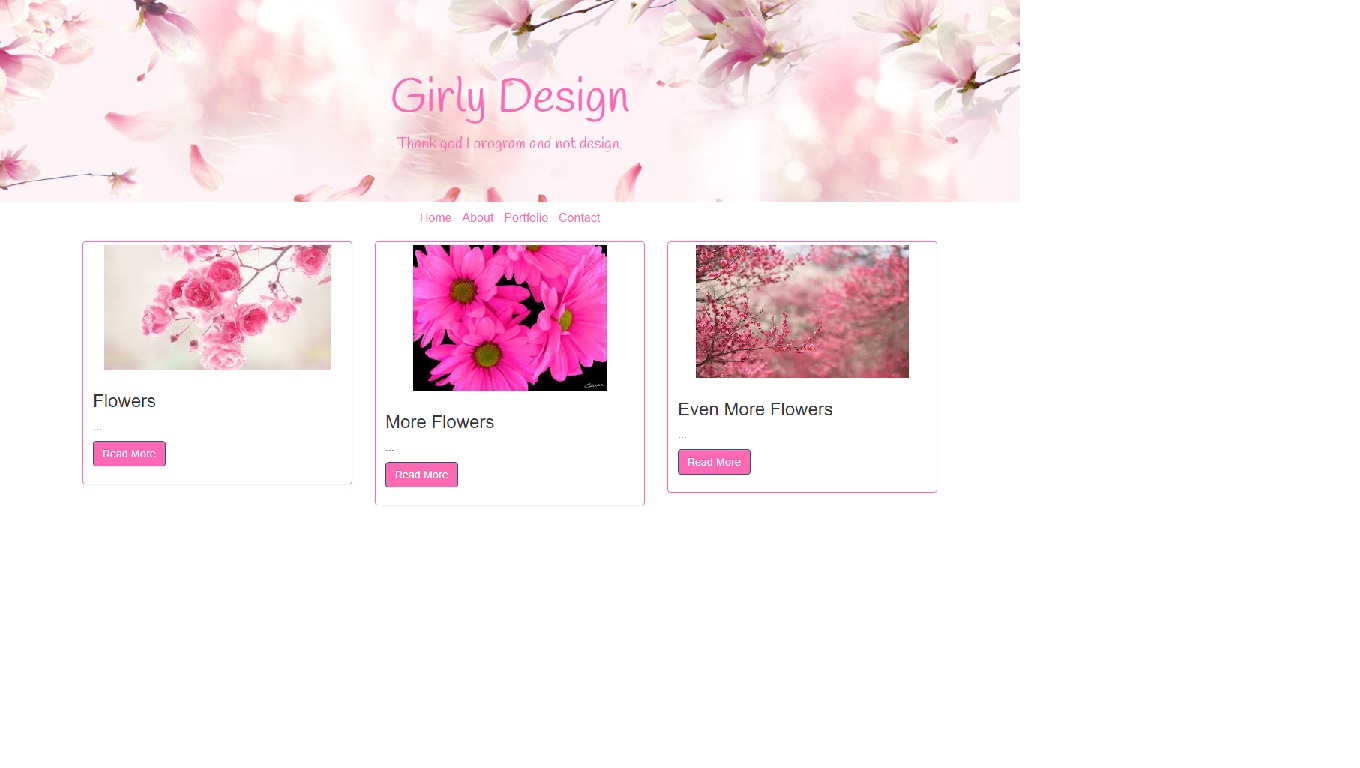 Girly Design
Thank god I program and not design.
Home About Portfolio Contact
Flowers
...
Read More
More Flowers
...
Read More
Even More Flowers
...
Read More